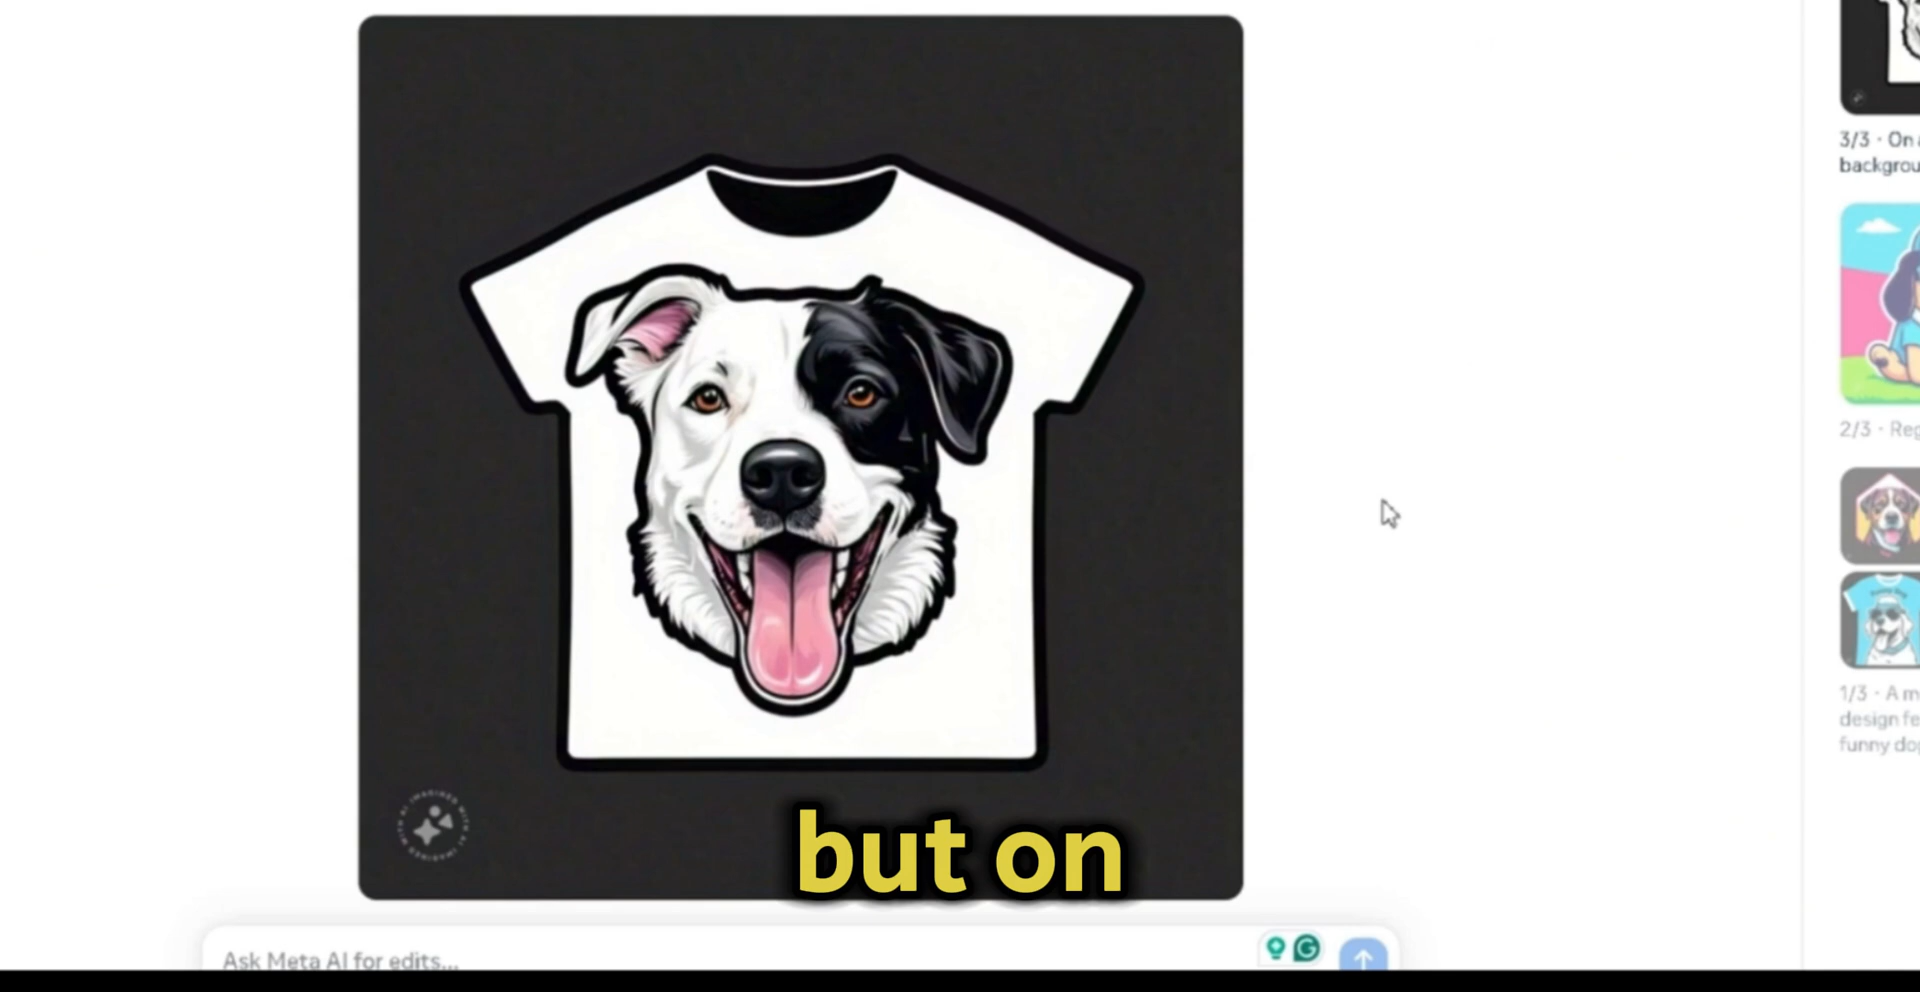 3/3 · On
backgrou
2/3 · Reg
1/3 · A m
design fe
funny do
but on
Ask Meta AI for edits...